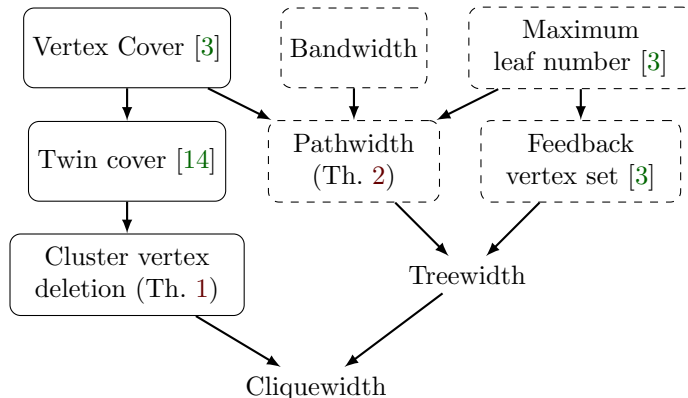 Vertex Cover [3]
Bandwidth
Maximum
leaf number [3]
Twin cover [14]
Pathwidth
(Th. 2)
Feedback
vertex set [3]
Cluster vertex
deletion (Th. 1)
Treewidth
Cliquewidth